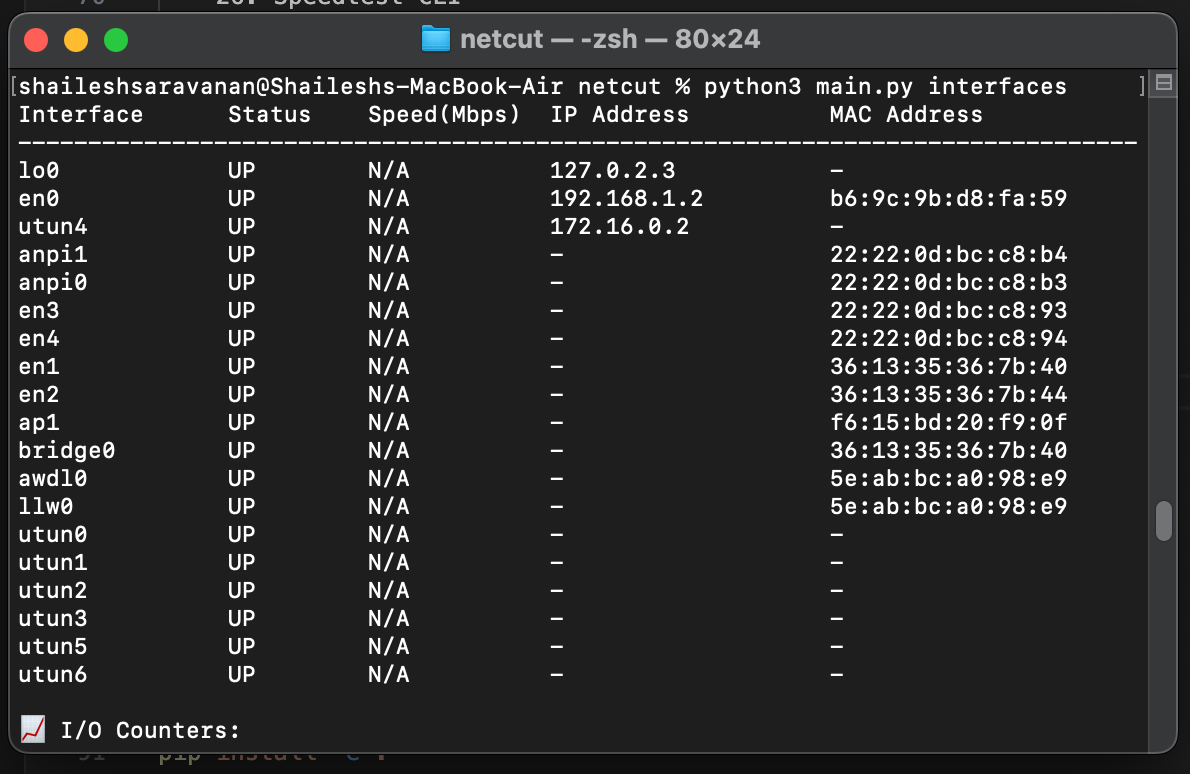 20. Speedtest CLI
netcut — -zsh — 80×24
[shaileshsaravanan@Shaileshs-MacBook-Air netcut % python3 main.py interfaces ]
Interface Status Speed(Mbps) IP Address MAC Address
--------------------------------------------------------------------------------
lo0 UP N/A 127.0.2.3 -
en0 UP N/A 192.168.1.2 b6:9c:9b:d8:fa:59
utun4 UP N/A 172.16.0.2 -
anpi1 UP N/A - 22:22:0d:bc:c8:b4
anpi0 UP N/A - 22:22:0d:bc:c8:b3
en3 UP N/A - 22:22:0d:bc:c8:93
en4 UP N/A - 22:22:0d:bc:c8:94
en1 UP N/A - 36:13:35:36:7b:40
en2 UP N/A - 36:13:35:36:7b:44
ap1 UP N/A - f6:15:bd:20:f9:0f
bridge0 UP N/A - 36:13:35:36:7b:40
awdl0 UP N/A - 5e:ab:bc:a0:98:e9
llw0 UP N/A - 5e:ab:bc:a0:98:e9
utun0 UP N/A - -
utun1 UP N/A - -
utun2 UP N/A - -
utun3 UP N/A - -
utun5 UP N/A - -
utun6 UP N/A - -
📈 I/O Counters:
91 pip install